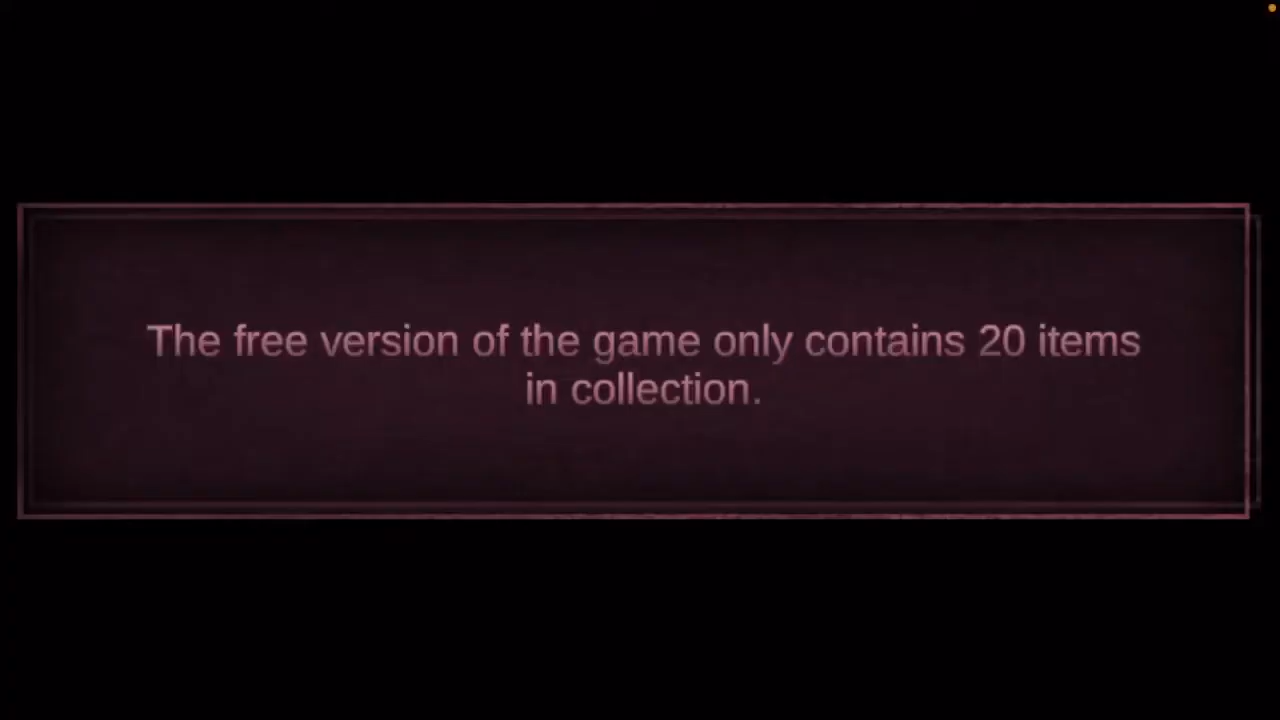 The free version of the game only contains 20 items
in collection.